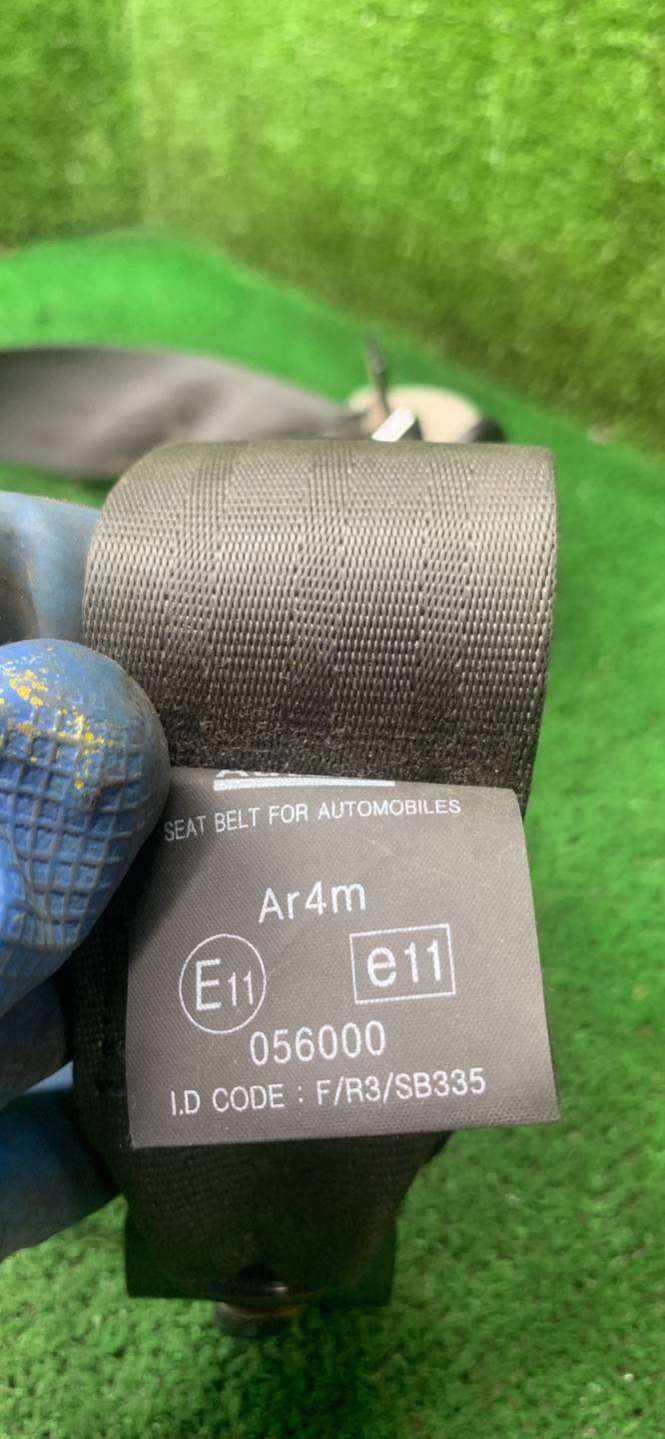 SEAT BELT FOR AUTOMOBILES
Ar4m
E11 e11
056000
I.D CODE : F/R3/SB335